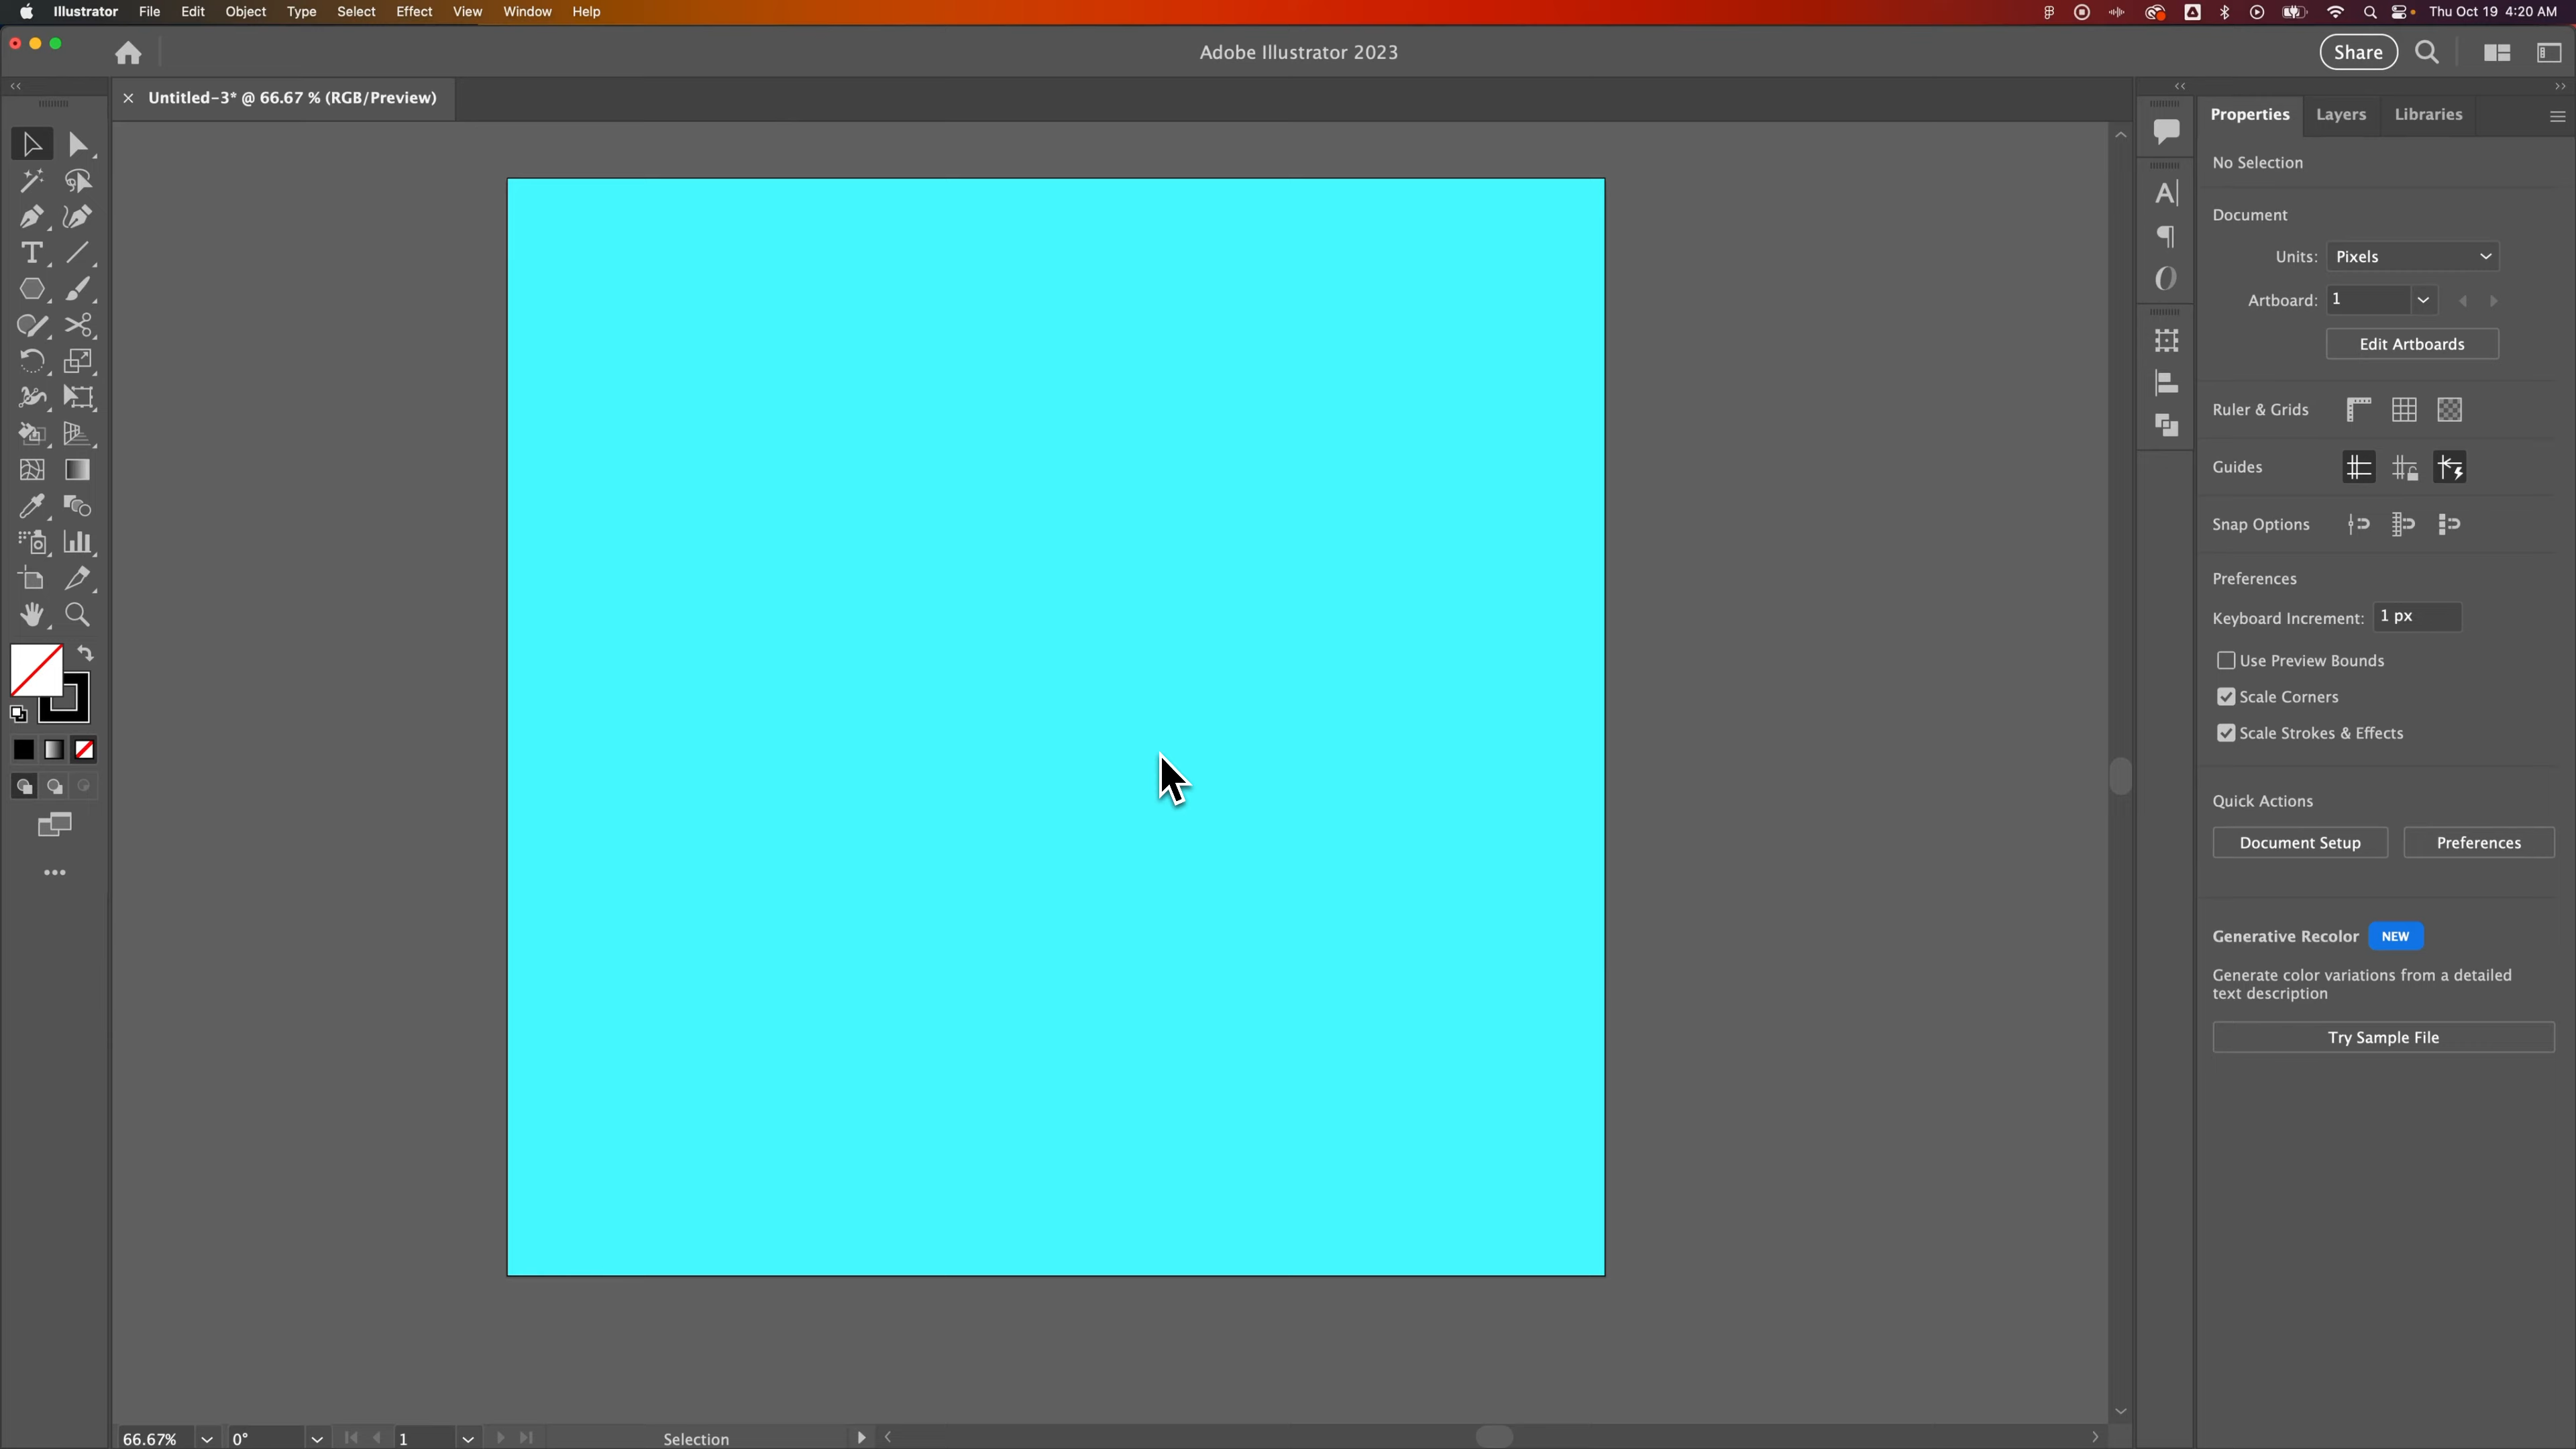 Illustrator File Edit Object Type Select Effect View Window Help
Thu Oct 19 4:20 AM
Adobe Illustrator 2023
Share
× Untitled-3* @ 66.67 % (RGB/Preview)
Properties Layers Libraries
No Selection
Document
Units: Pixels
Artboard: 1
Edit Artboards
Ruler & Grids
Guides
Snap Options
Preferences
Keyboard Increment: 1 px
Use Preview Bounds
Scale Corners
Scale Strokes & Effects
Quick Actions
Document Setup Preferences
Generative Recolor NEW
Generate color variations from a detailed
text description
Try Sample File
66.67% 0° 1 Selection